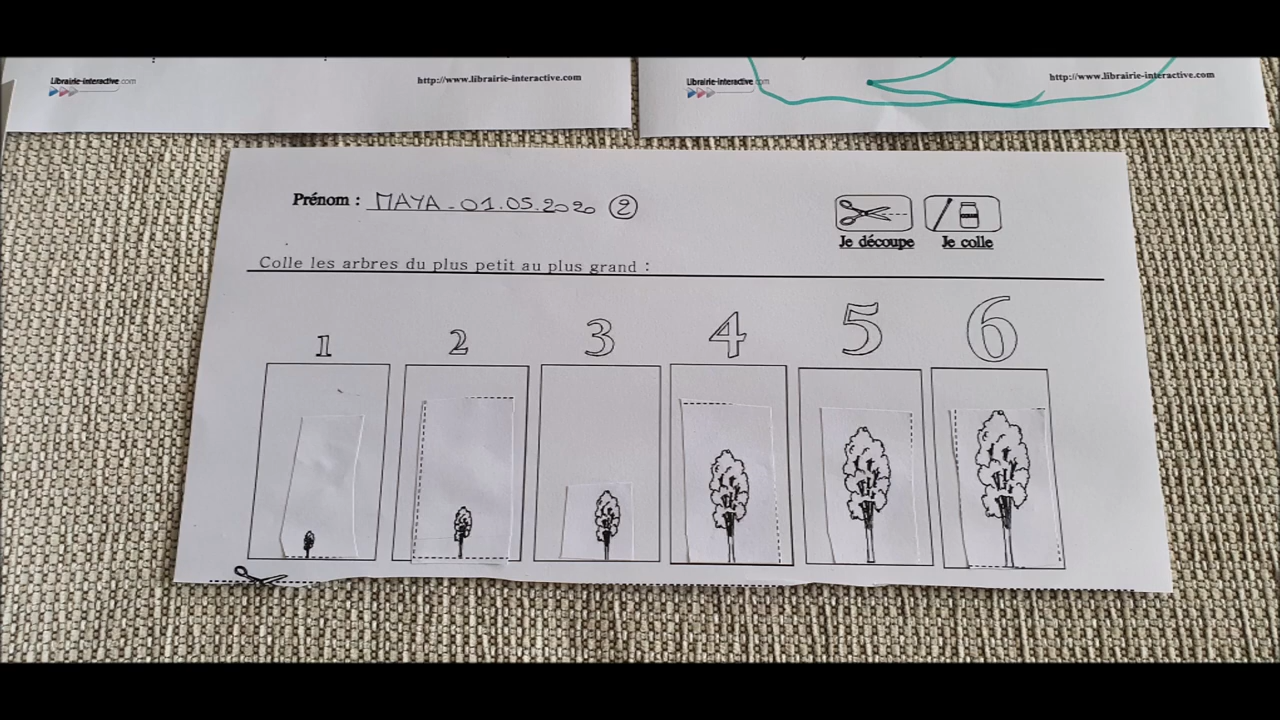 Librairie-interactive.com
http://www.librairie-interactive.com
Librairie-interactive.com
http://www.librairie-interactive.com
Prénom : MAYA - 01.05.2020 2
Je découpe Je colle
Colle les arbres du plus petit au plus grand :
1 2 3 4 5 6